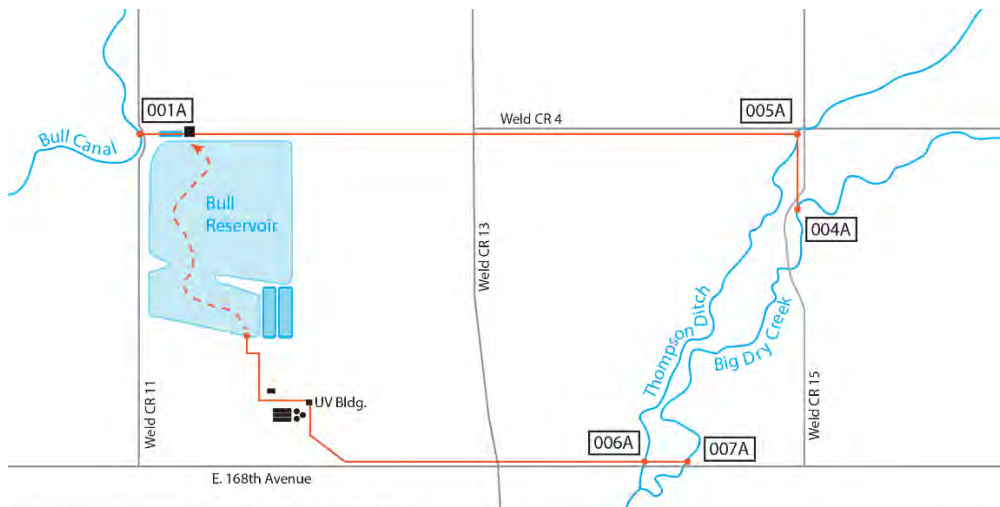 001A
005A
Weld CR 4
Bull Canal
Bull
Reservoir
004A
Weld CR 13
Thompson Ditch
Big Dry Creek
Weld CR 11
Weld CR 15
UV Bldg.
006A
007A
E. 168th Avenue